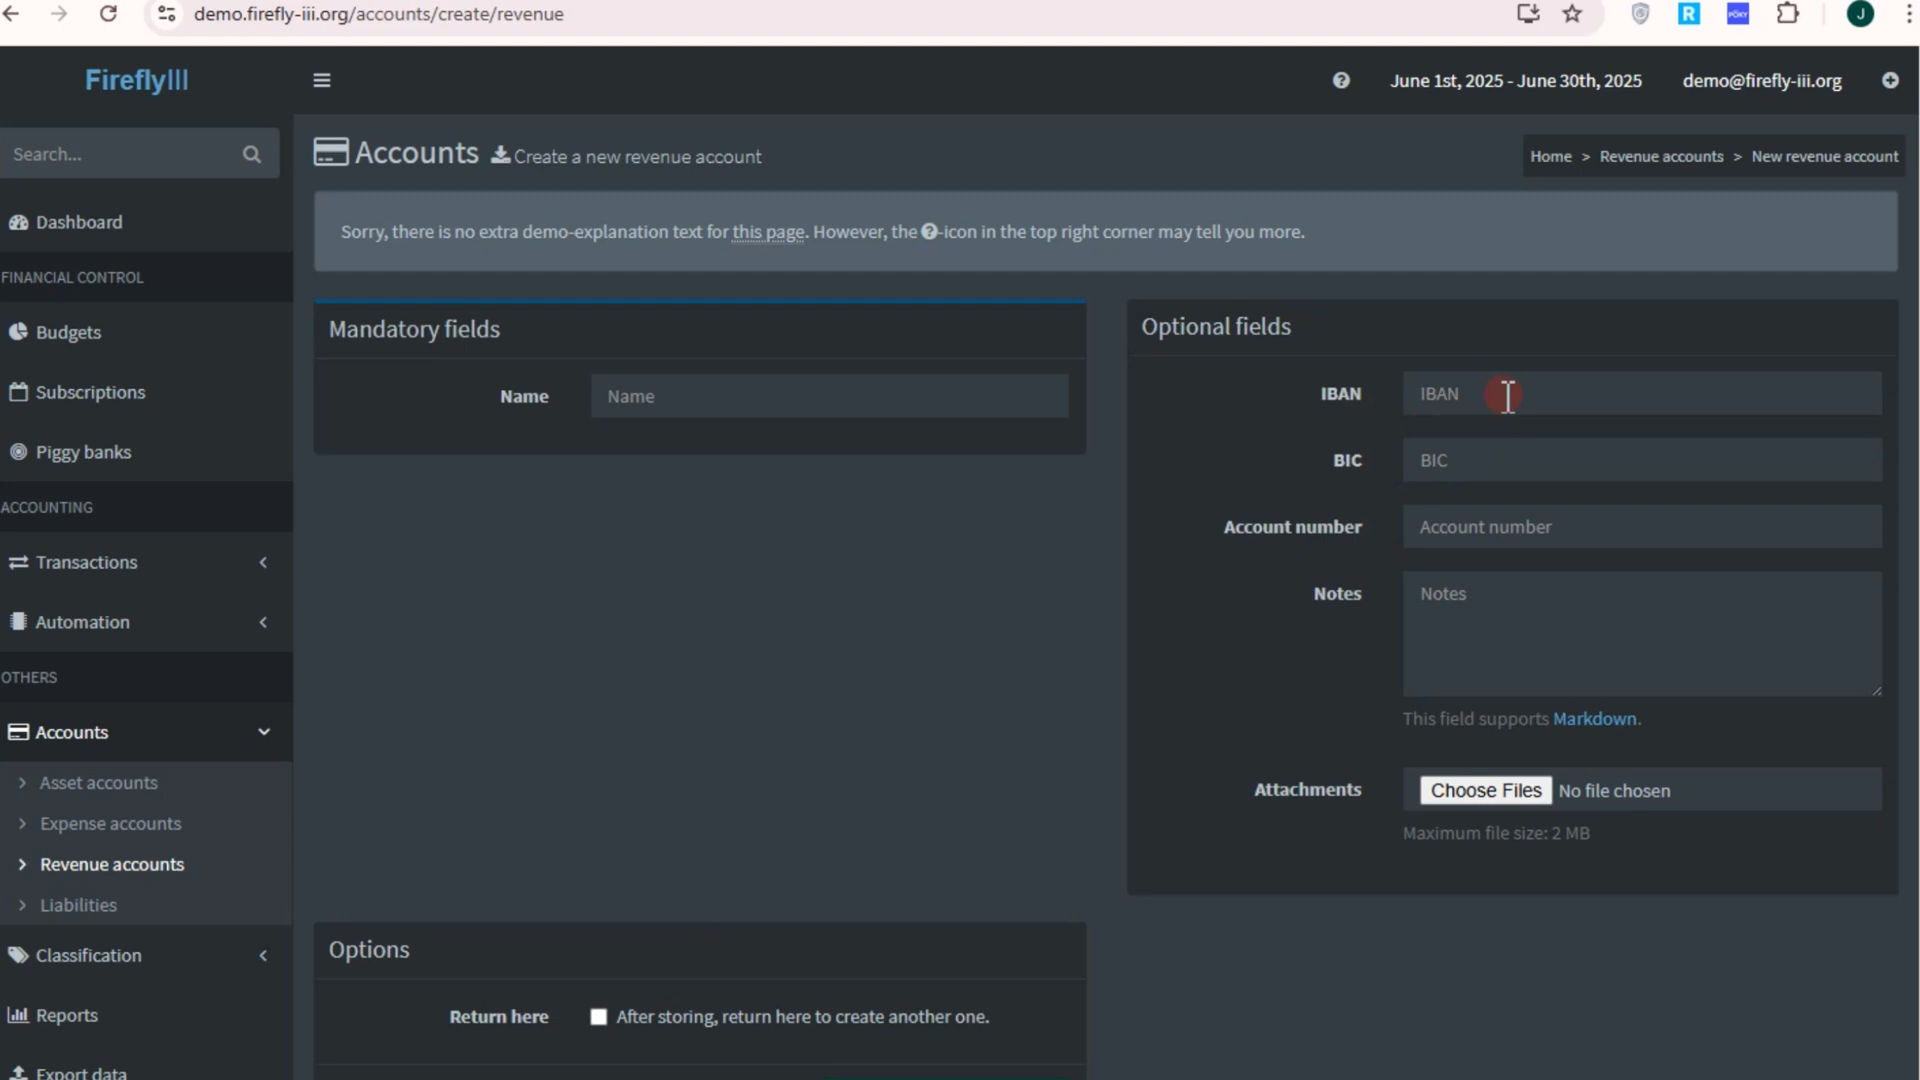 demo.firefly-iii.org/accounts/create/revenue
J
FireflyIII
June 1st, 2025 - June 30th, 2025
demo@firefly-iii.org
Search...
Accounts
Create a new revenue account
Home > Revenue accounts > New revenue account
Sorry, there is no extra demo-explanation text for this page. However, the ?-icon in the top right corner may tell you more.
Dashboard
FINANCIAL CONTROL
Budgets
Subscriptions
Piggy banks
ACCOUNTING
Transactions
Automation
OTHERS
Accounts
Asset accounts
Expense accounts
Revenue accounts
Liabilities
Classification
Reports
Export data
Mandatory fields
Name
Name
Optional fields
IBAN
IBAN
BIC
BIC
Account number
Account number
Notes
Notes
This field supports Markdown.
Attachments
Choose Files No file chosen
Maximum file size: 2 MB
Options
Return here
After storing, return here to create another one.